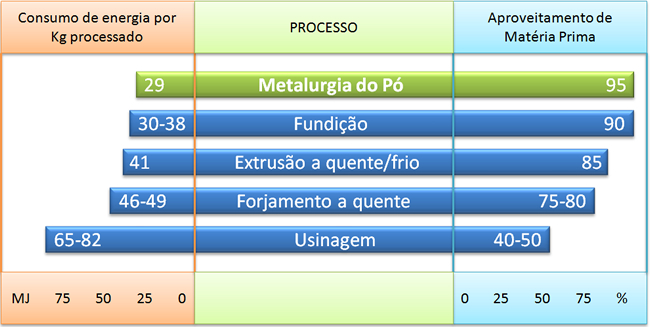 Consumo de energia por
Kg processado
PROCESSO
Aproveitamento de
Matéria Prima
29 Metalurgia do Pó 95
30-38 Fundição 90
41 Extrusão a quente/frio 85
46-49 Forjamento a quente 75-80
65-82 Usinagem 40-50
MJ 75 50 25 0 0 25 50 75 %